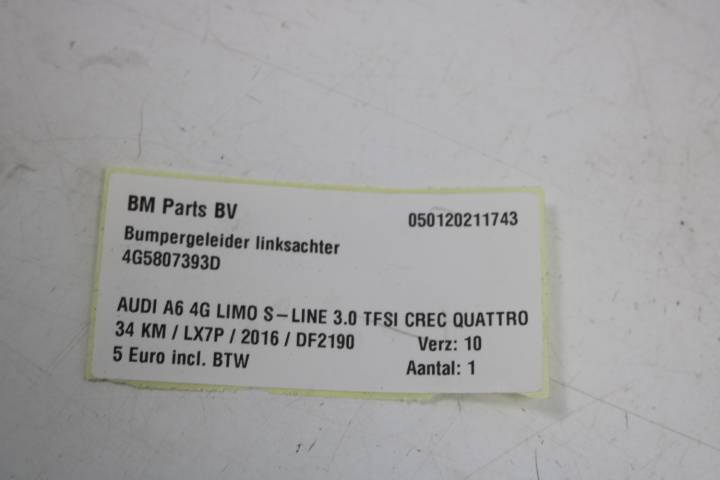 BM Parts BV 050120211743
Bumpergeleider linksachter
4G5807393D
AUDI A6 4G LIMO S-LINE 3.0 TFSI CREC QUATTRO
34 KM / LX7P / 2016 / DF2190 Verz: 10
5 Euro incl. BTW Aantal: 1